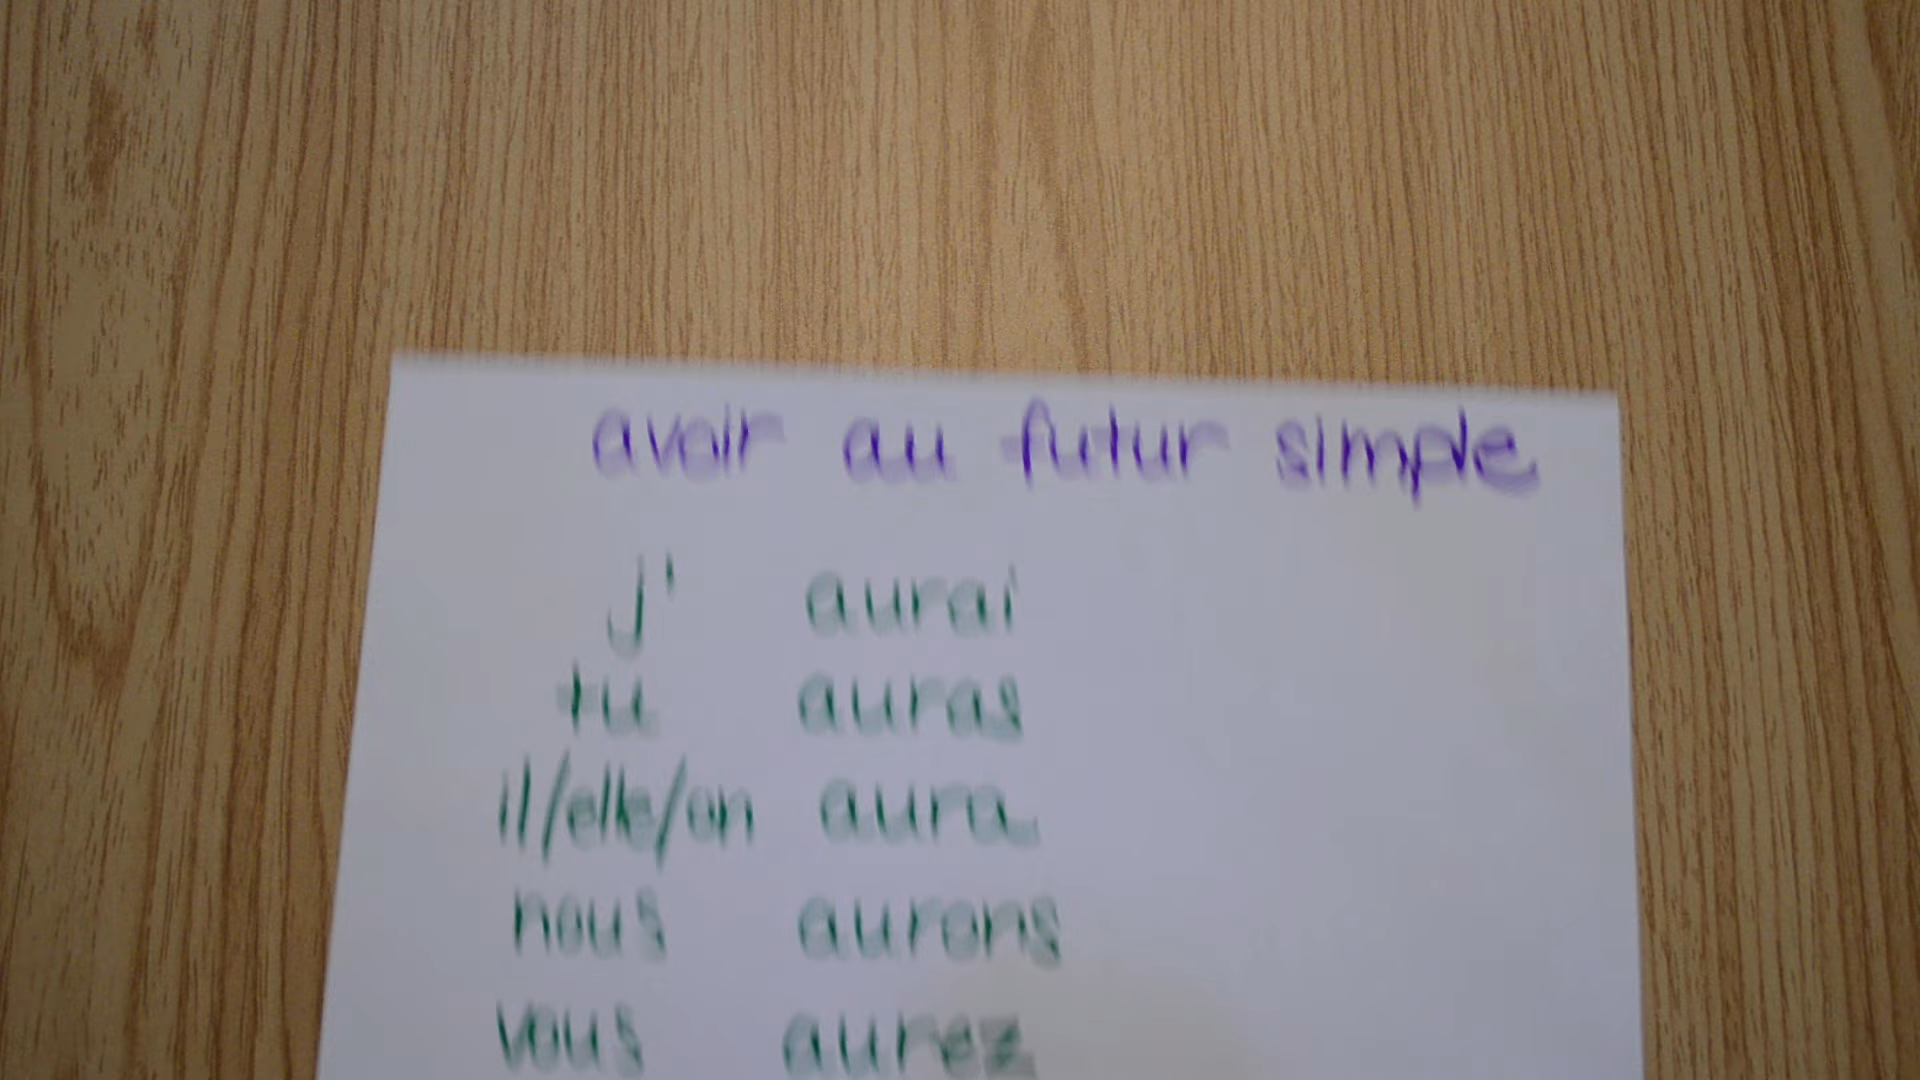 avoir au futur simple
j' aurai
tu auras
il/elle/on aura
nous aurons
vous aurez